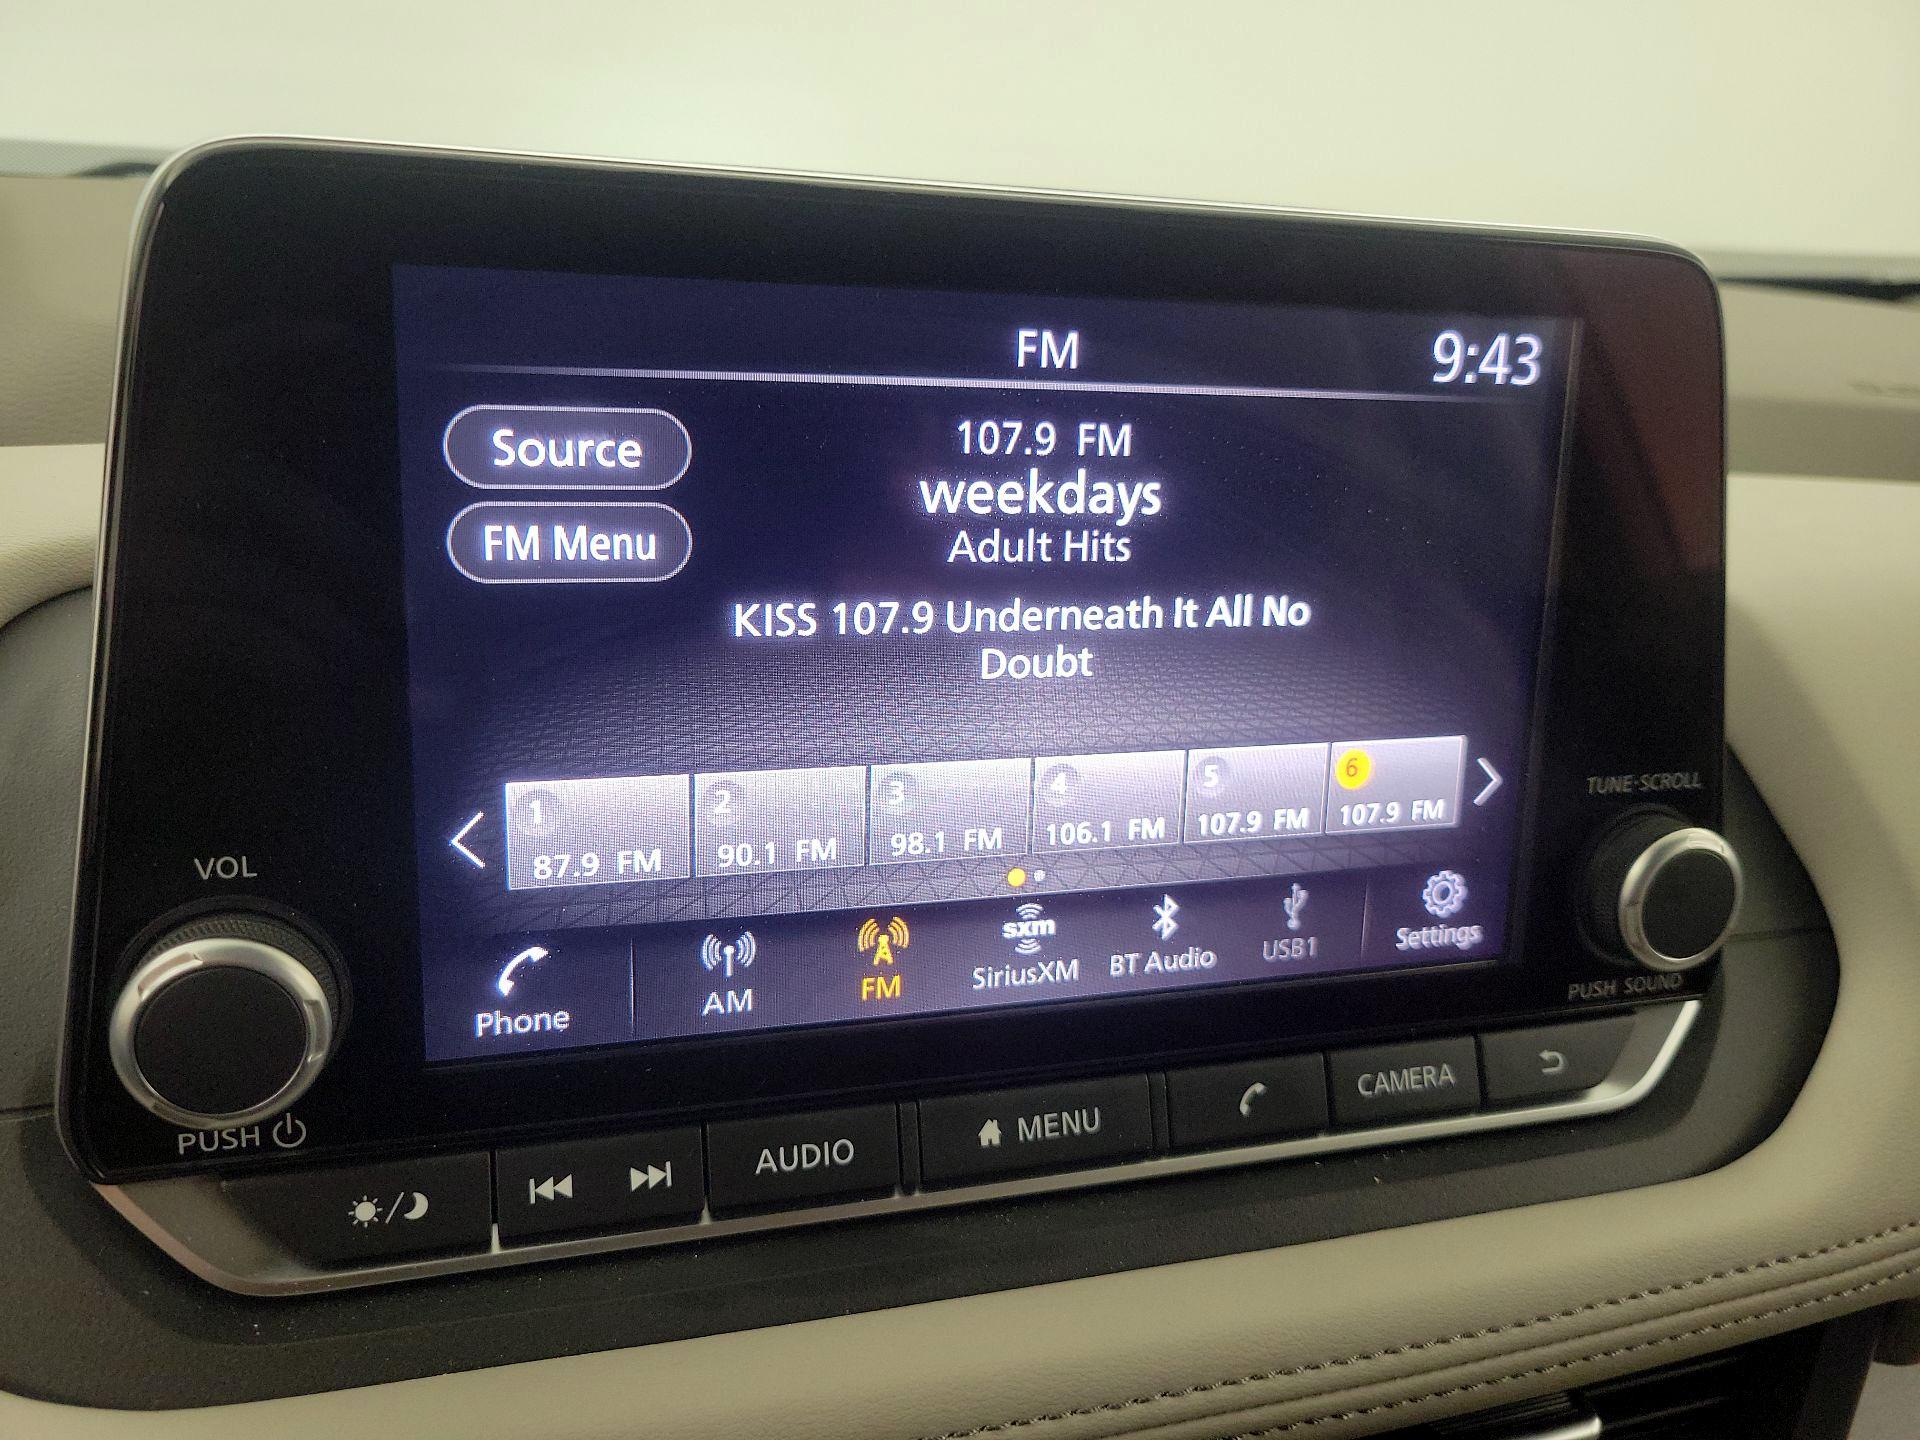 FM
9:43
Source
107.9 FM
weekdays
FM Menu
Adult Hits
KISS 107.9 Underneath It All No
Doubt
1
87.9 FM
2
90.1 FM
3
98.1 FM
4
106.1 FM
5
107.9 FM
6
107.9 FM
Phone
AM
FM
sxm
SiriusXM
BT Audio
USB1
Settings
VOL
PUSH
TUNE·SCROLL
PUSH SOUND
AUDIO
MENU
CAMERA